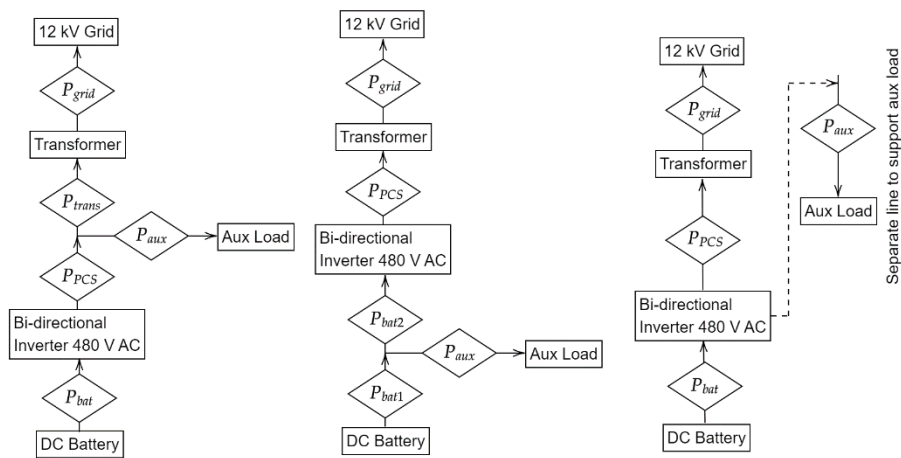 12 kV Grid
P_grid
Transformer
P_trans
P_aux
Aux Load
P_PCS
Bi-directional
Inverter 480 V AC
P_bat
DC Battery
12 kV Grid
P_grid
Transformer
P_PCS
Bi-directional
Inverter 480 V AC
P_bat2
P_aux
Aux Load
P_bat1
DC Battery
12 kV Grid
P_grid
Transformer
P_PCS
Bi-directional
Inverter 480 V AC
P_bat
DC Battery
P_aux
Aux Load
Separate line to support aux load